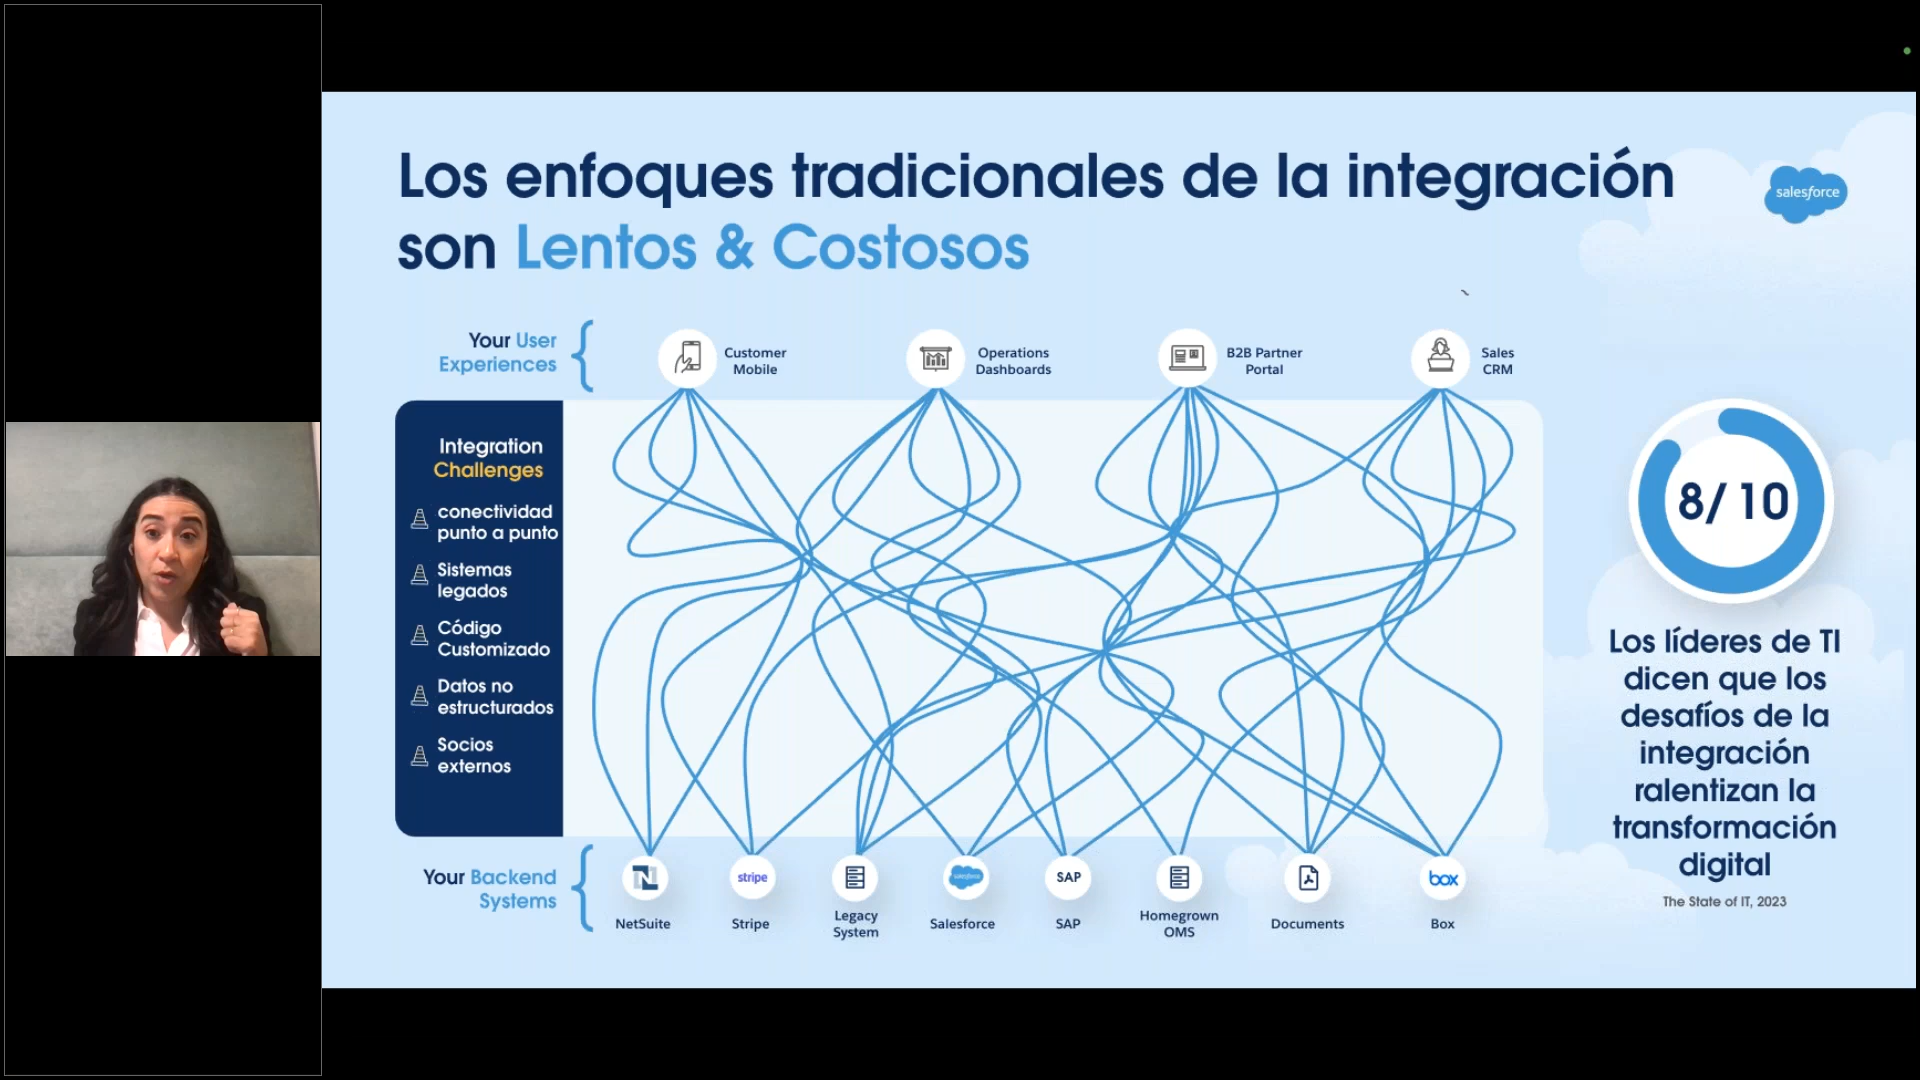 Los enfoques tradicionales de la integración
son Lentos & Costosos
salesforce
Your User
Experiences
Customer
Mobile
Operations
Dashboards
B2B Partner
Portal
Sales
CRM
Integration
Challenges
conectividad
punto a punto
Sistemas
legados
Código
Customizado
Datos no
estructurados
Socios
externos
8/ 10
Los líderes de TI
dicen que los
desafíos de la
integración
ralentizan la
transformación
digital
The State of IT, 2023
Your Backend
Systems
N
stripe
salesforce
SAP
box
NetSuite
Stripe
Legacy
System
Salesforce
SAP
Homegrown
OMS
Documents
Box